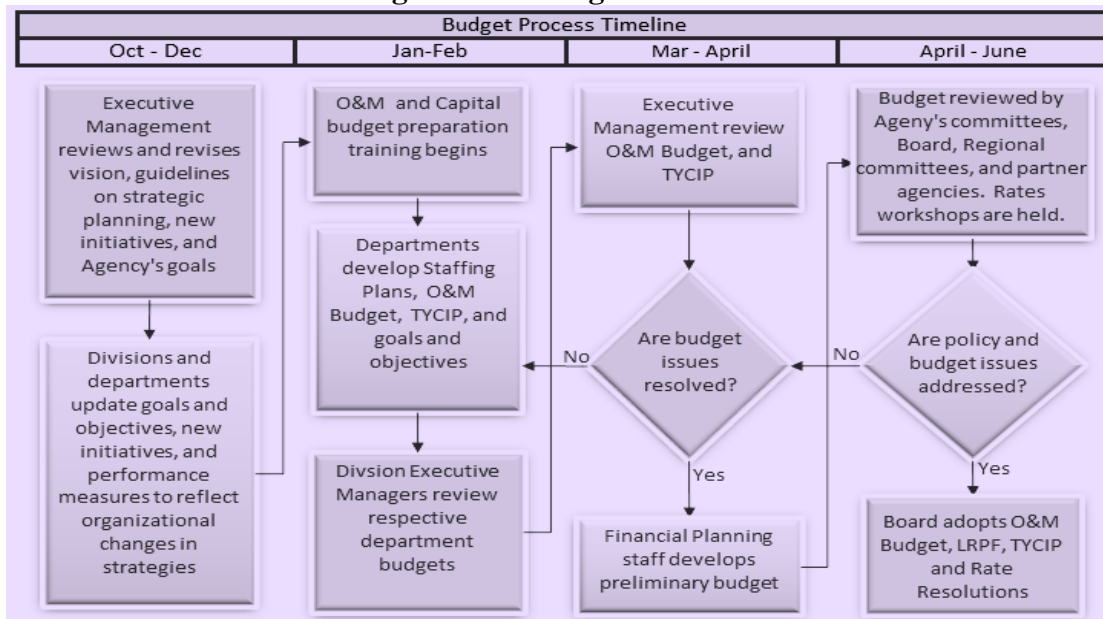 Budget Process Timeline
Oct - Dec
Jan-Feb
Mar - April
April - June
Executive
Management
reviews and revises
vision, guidelines
on strategic
planning, new
initiatives, and
Agency's goals
Divisions and
departments
update goals and
objectives, new
initiatives, and
performance
measures to reflect
organizational
changes in
strategies
O&M and Capital
budget preparation
training begins
Departments
develop Staffing
Plans, O&M
Budget, TYCIP, and
goals and
objectives
Divsion Executive
Managers review
respective
department
budgets
Executive
Management review
O&M Budget, and
TYCIP
Are budget
issues
resolved?
No
Yes
Financial Planning
staff develops
preliminary budget
Budget reviewed by
Ageny's committees,
Board, Regional
committees, and partner
agencies. Rates
workshops are held.
Are policy and
budget issues
addressed?
No
Yes
Board adopts O&M
Budget, LRPF, TYCIP
and Rate
Resolutions